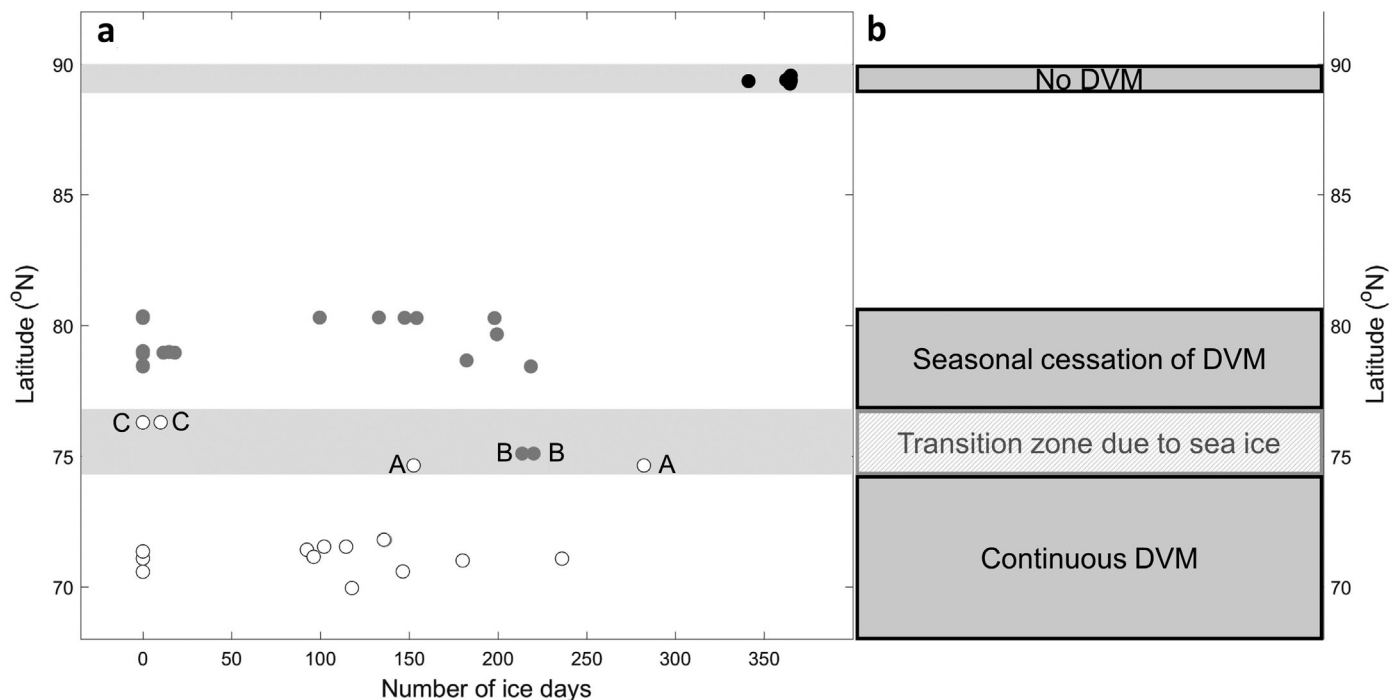 a
b
90
85
80
75
70
Latitude (°N)
C
C
B
B
A
A
0
50
100
150
200
250
300
350
Number of ice days
No DVM
Seasonal cessation of DVM
Transition zone due to sea ice
Continuous DVM
90
85
80
75
70
Latitude (°N)